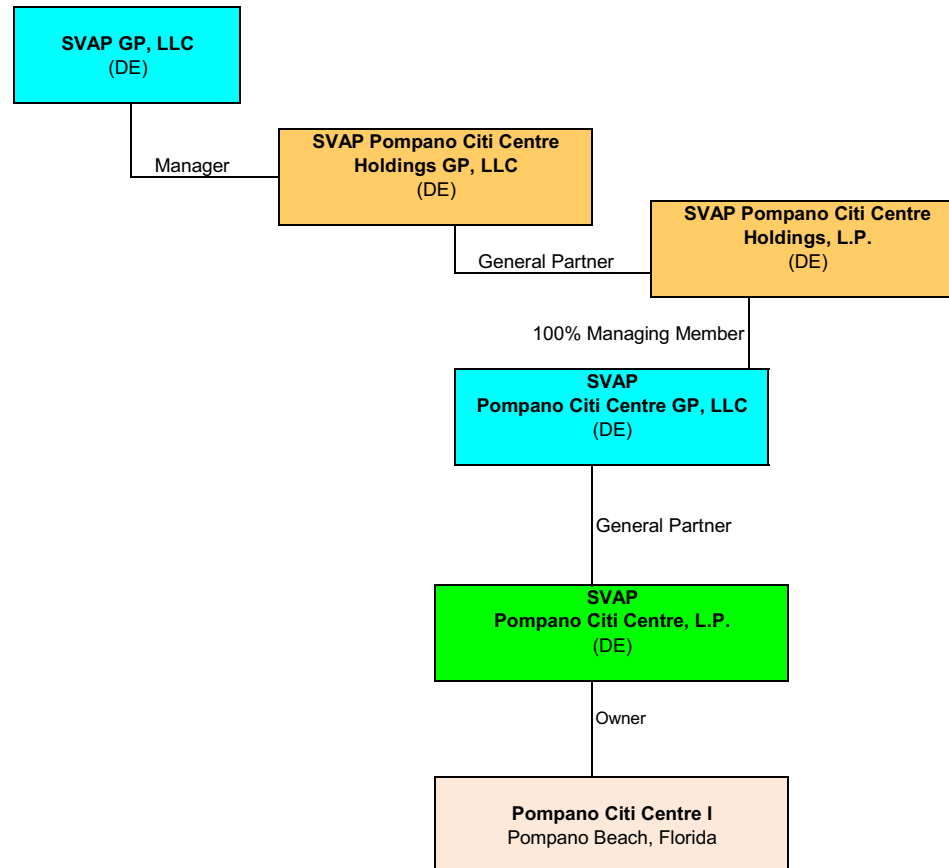 SVAP GP, LLC
(DE)
Manager
SVAP Pompano Citi Centre
Holdings GP, LLC
(DE)
General Partner
SVAP Pompano Citi Centre
Holdings, L.P.
(DE)
100% Managing Member
SVAP
Pompano Citi Centre GP, LLC
(DE)
General Partner
SVAP
Pompano Citi Centre, L.P.
(DE)
Owner
Pompano Citi Centre I
Pompano Beach, Florida